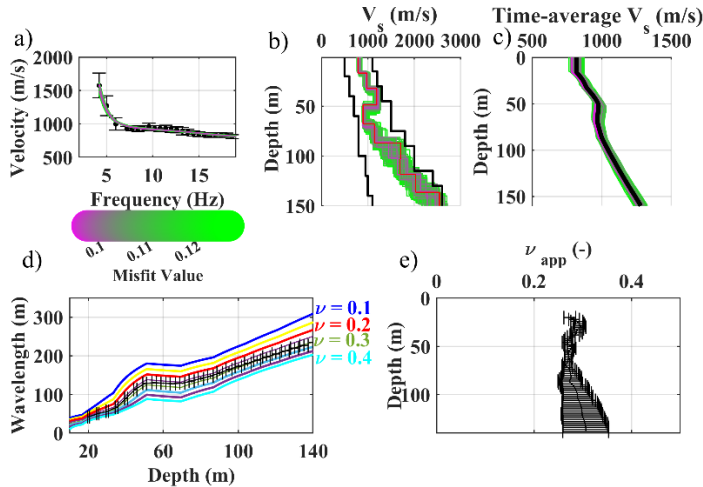 a)
2000
1500
1000
500
Velocity (m/s)
5 10 15
Frequency (Hz)
0.1 0.11 0.12
Misfit Value
b)
V_s (m/s)
0 1000 2000 3000
0
50
100
150
Depth (m)
c)
Time-average V_s (m/s)
500 1000 1500
0
50
100
150
Depth (m)
d)
300
200
100
0
Wavelength (m)
20 60 100 140
Depth (m)
ν = 0.1
ν = 0.2
ν = 0.3
ν = 0.4
e)
ν_app (-)
0 0.2 0.4
0
50
100
Depth (m)